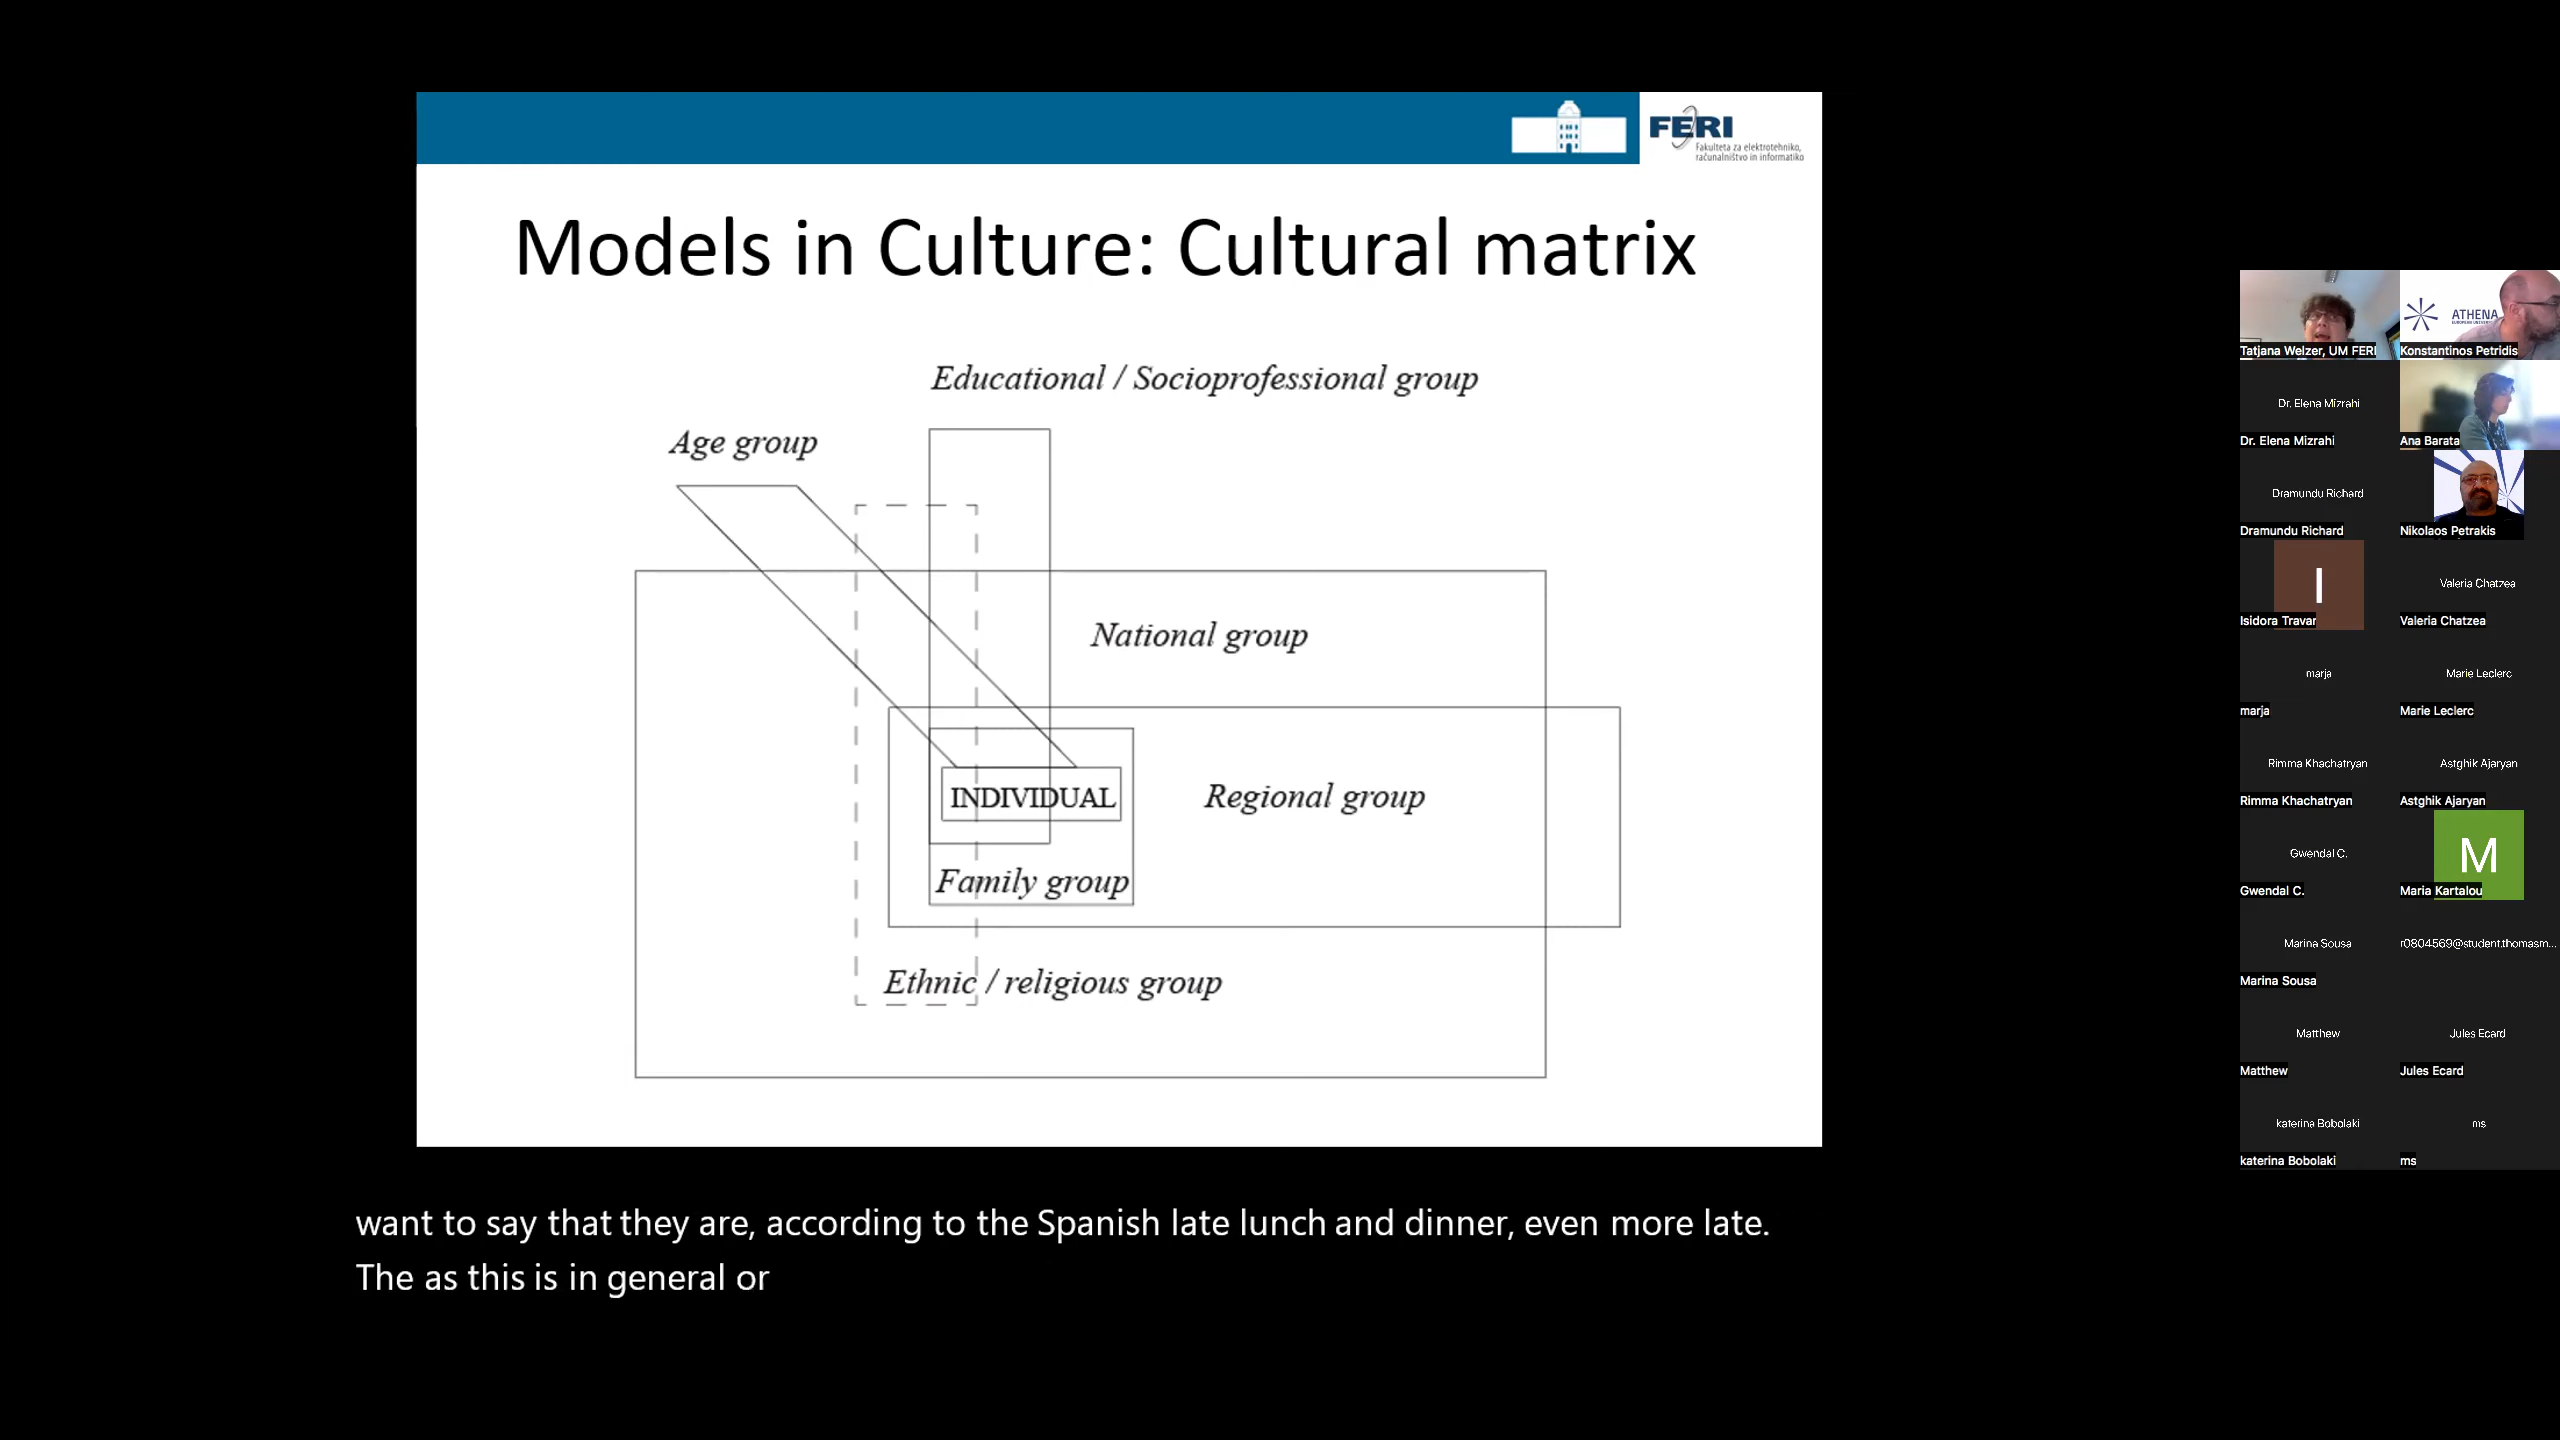 FERI
Fakulteta za elektrotehniko,
računalništvo in informatiko
Models in Culture: Cultural matrix
Educational / Socioprofessional group
Age group
National group
INDIVIDUAL
Regional group
Family group
Ethnic / religious group
want to say that they are, according to the Spanish late lunch and dinner, even more late.
The as this is in general or
Tatjana Welzer, UM FERI
ATHENA
Konstantinos Petridis
Dr. Elena Mizrahi
Dr. Elena Mizrahi
Ana Barata
Dramundu Richard
Dramundu Richard
Nikolaos Petrakis
I
Isidora Travar
Valeria Chatzea
Valeria Chatzea
marja
marja
Marie Leclerc
Marie Leclerc
Rimma Khachatryan
Rimma Khachatryan
Astghik Ajaryan
Astghik Ajaryan
Gwendal C.
Gwendal C.
M
Maria Kartalou
Marina Sousa
Marina Sousa
r0804569@student.thomasm...
Matthew
Matthew
Jules Ecard
Jules Ecard
katerina Bobolaki
katerina Bobolaki
ms
ms